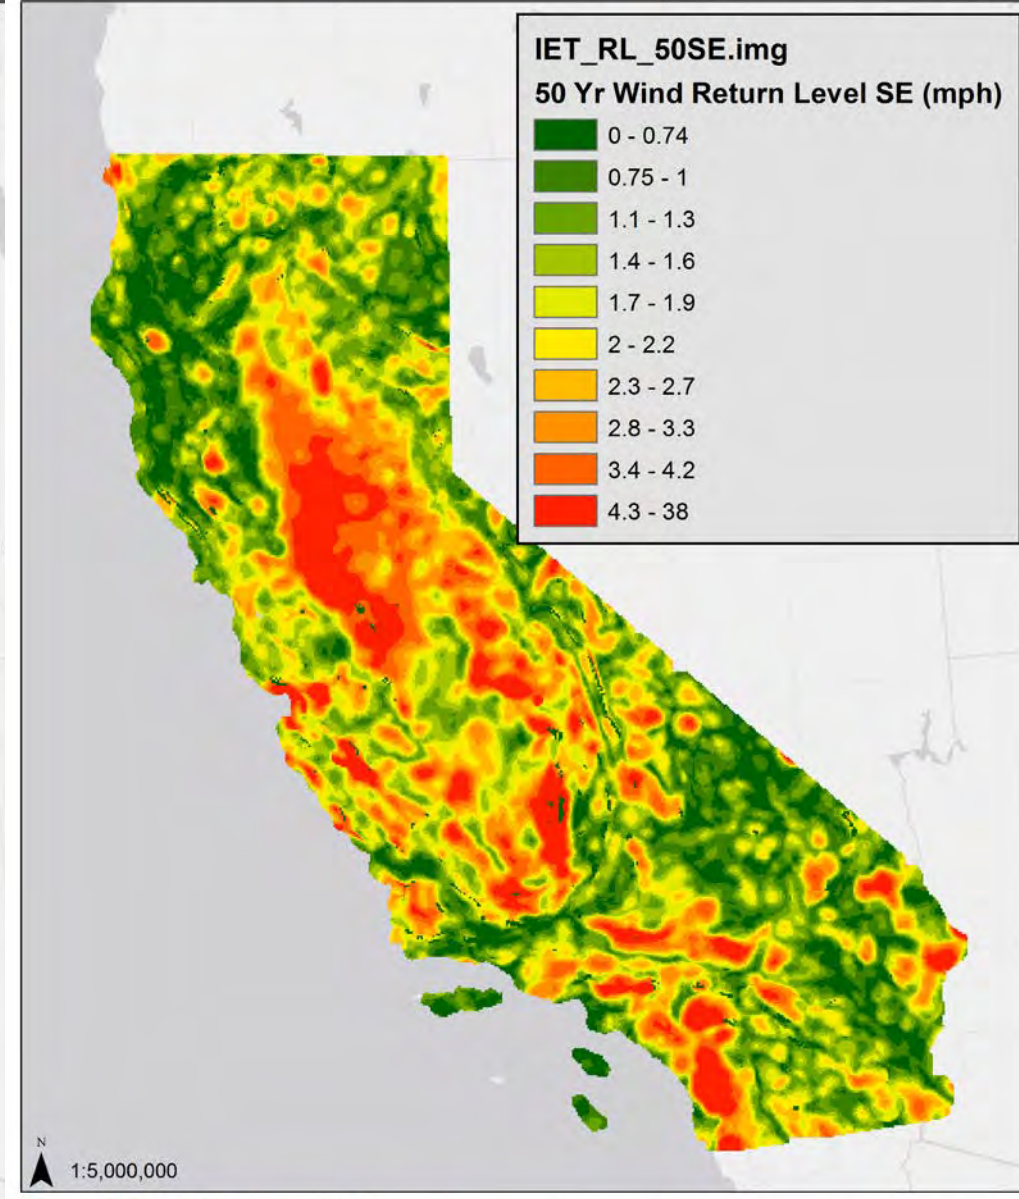 IET_RL_50SE.img
50 Yr Wind Return Level SE (mph)
0 - 0.74
0.75 - 1
1.1 - 1.3
1.4 - 1.6
1.7 - 1.9
2 - 2.2
2.3 - 2.7
2.8 - 3.3
3.4 - 4.2
4.3 - 38
N
1:5,000,000